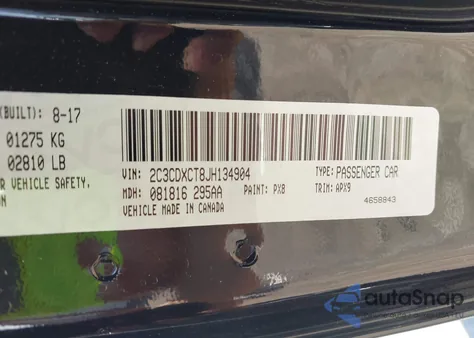 (BUILT): 8-17
01275 KG
02810 LB
R VEHICLE SAFETY,
ON
VIN: 2C3CDXCT8JH134904 TYPE: PASSENGER CAR
MDH: 081816 295AA PAINT: PX8 TRIM: APX9
VEHICLE MADE IN CANADA 4658843
autoSnap